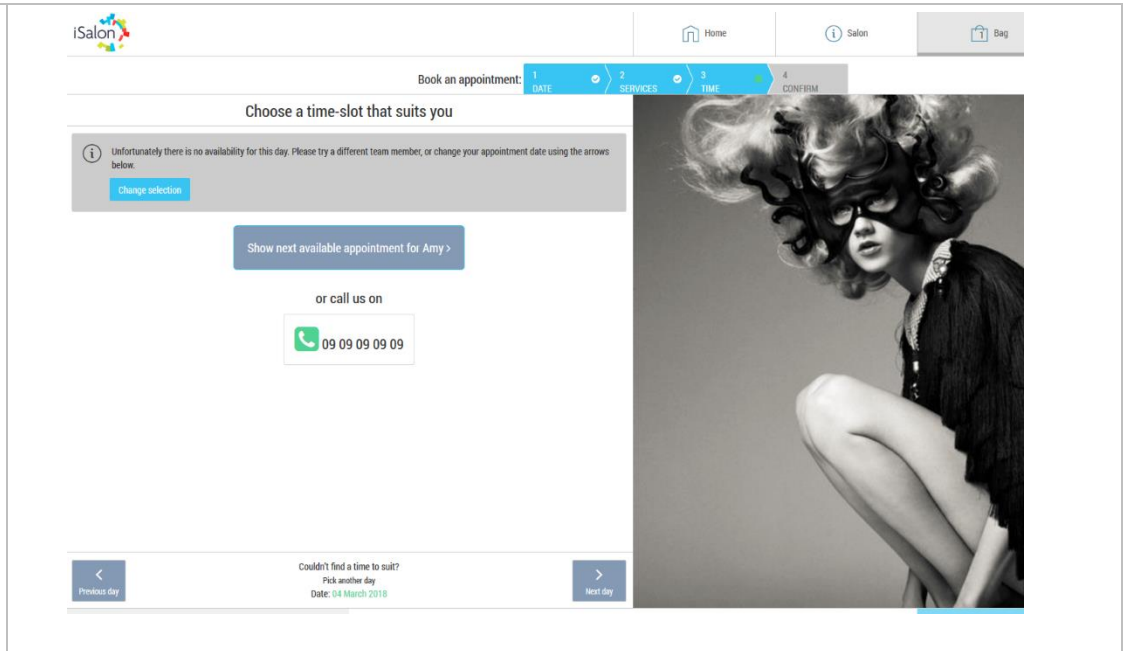 iSalon
Home
Salon
1
Bag
Book an appointment:
1
DATE
2
SERVICES
3
TIME
4
CONFIRM
Choose a time-slot that suits you
Unfortunately there is no availability for this day. Please try a different team member, or change your appointment date using the arrows
below.
Change selection
Show next available appointment for Amy >
or call us on
09 09 09 09 09
Previous day
Couldn't find a time to suit?
Pick another day
Date: 04 March 2018
Next day